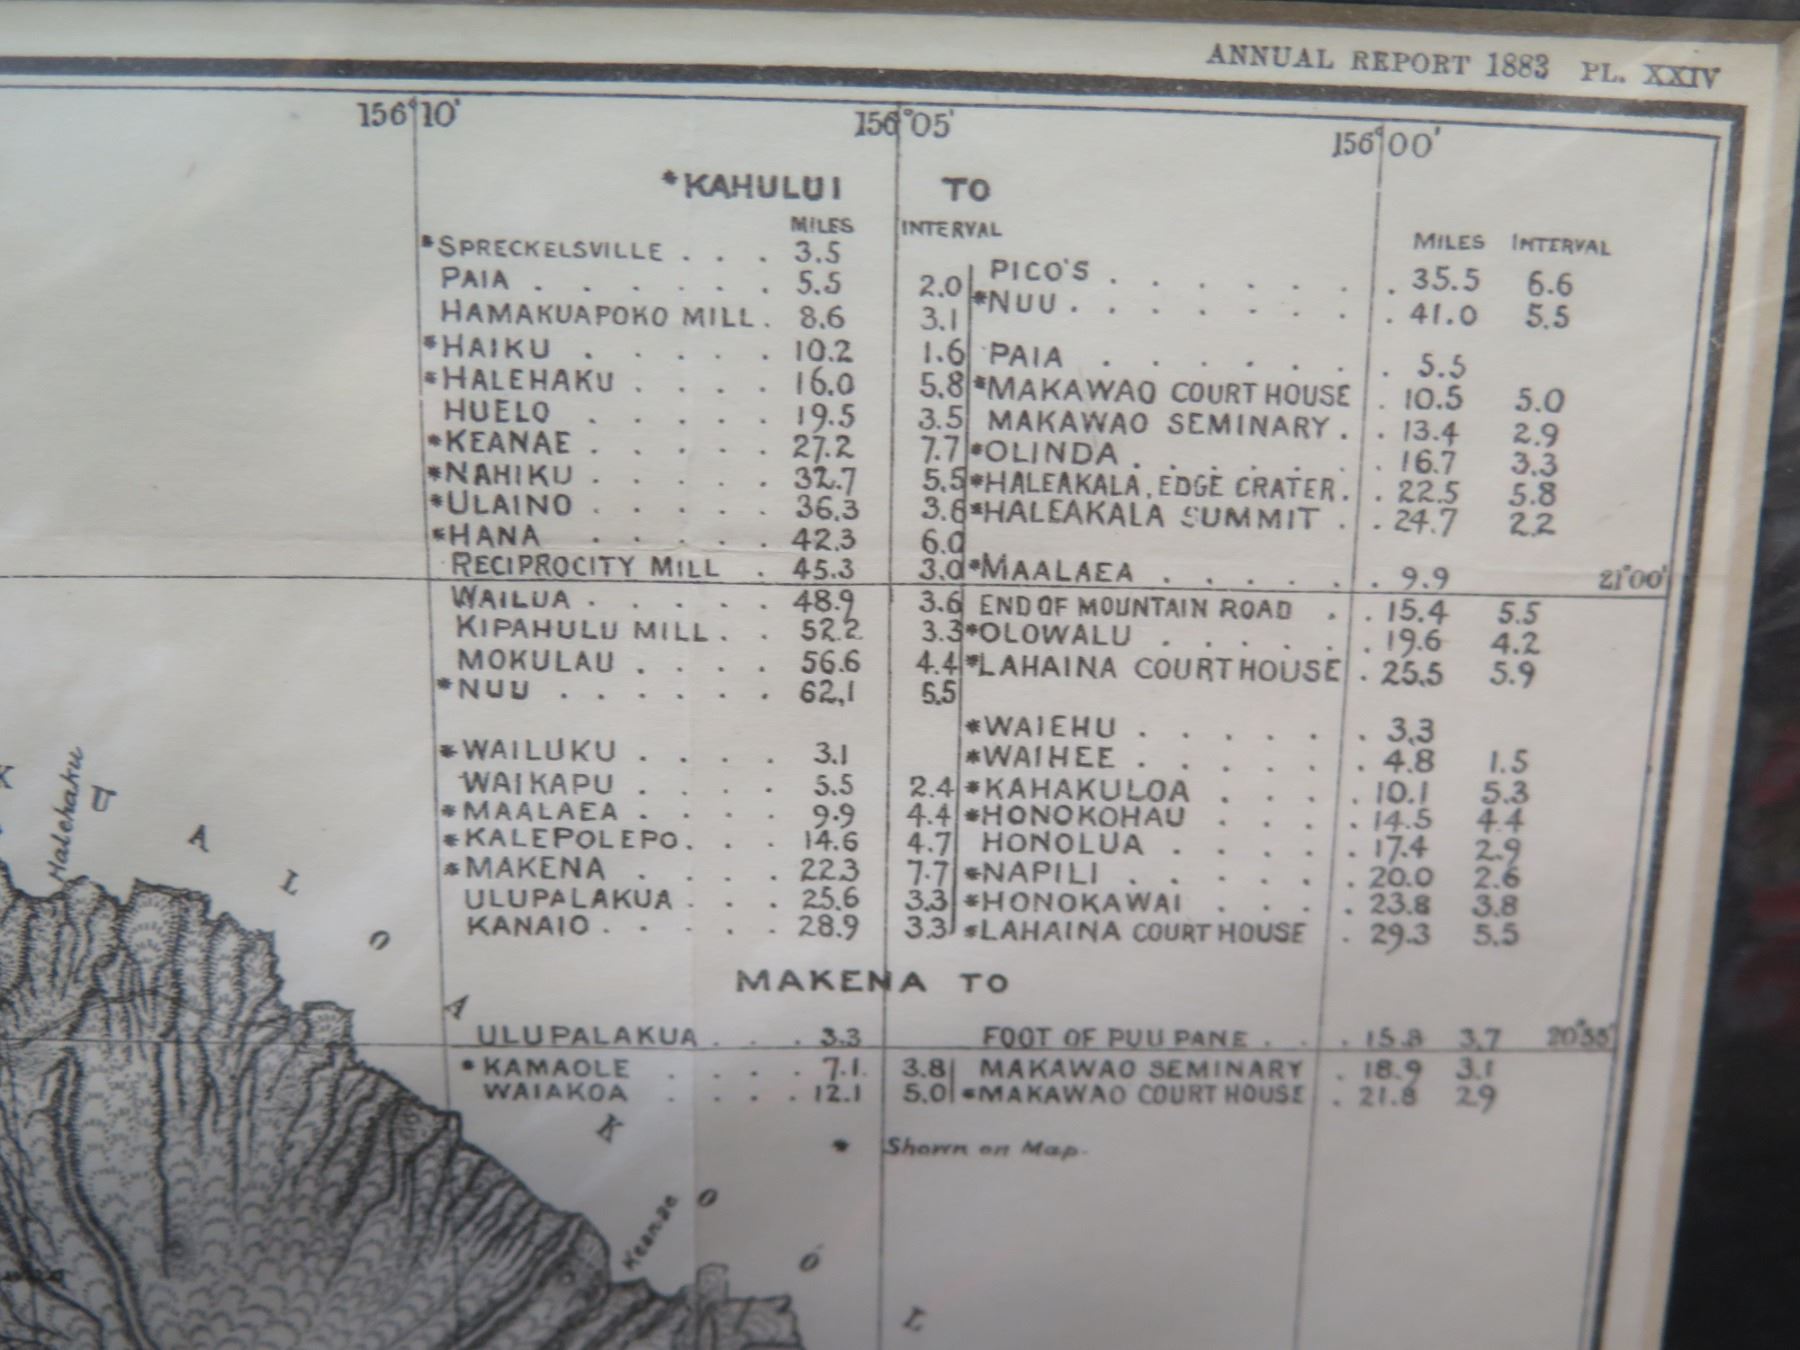 ANNUAL REPORT 1883 PL. XXIV
156°10' 156°05' 156°00'
*KAHULUI TO
MILES INTERVAL
*SPRECKELSVILLE . . . 3.5
PAIA . . . . . . 5.5 2.0
HAMAKUAPOKO MILL . 8.6 3.1
*HAIKU . . . . . 10.2 1.6
*HALEHAKU . . . . 16.0 5.8
HUELO . . . . . 19.5 3.5
*KEANAE . . . . . 27.2 7.7
*NAHIKU . . . . . 32.7 5.5
*ULAINO . . . . . 36.3 3.6
*HANA . . . . . 42.3 6.0
RECIPROCITY MILL . 45.3 3.0
WAILUA . . . . . 48.9 3.6
KIPAHULU MILL . . 52.2 3.3
MOKULAU . . . . 56.6 4.4
*NUU . . . . . . 62.1 5.5
*WAILUKU . . . . 3.1
WAIKAPU . . . . 5.5 2.4
*MAALAEA . . . . 9.9 4.4
*KALEPOLEPO . . . 14.6 4.7
*MAKENA . . . . 22.3 7.7
ULUPALAKUA . . . 25.6 3.3
KANAIO . . . . . 28.9 3.3
MILES INTERVAL
PICO'S . . . . . . . 35.5 6.6
*NUU . . . . . . . 41.0 5.5
PAIA . . . . . . . 5.5
*MAKAWAO COURT HOUSE . 10.5 5.0
MAKAWAO SEMINARY . . 13.4 2.9
*OLINDA . . . . . . 16.7 3.3
*HALEAKALA, EDGE CRATER . . 22.5 5.8
*HALEAKALA SUMMIT . . 24.7 2.2
*MAALAEA . . . . . . 9.9
21°00'
END OF MOUNTAIN ROAD . . 15.4 5.5
*OLOWALU . . . . . . 19.6 4.2
*LAHAINA COURT HOUSE . 25.5 5.9
*WAIEHU . . . . . . 3.3
*WAIHEE . . . . . . 4.8 1.5
*KAHAKULOA . . . . . 10.1 5.3
*HONOKOHAU . . . . . 14.5 4.4
HONOLUA . . . . . . 17.4 2.9
*NAPILI . . . . . . 20.0 2.6
*HONOKAWAI . . . . 23.8 3.8
*LAHAINA COURT HOUSE . 29.3 5.5
MAKENA TO
ULUPALAKUA . . . 3.3
*KAMAOLE . . . . 7.1 3.8
WAIAKOA . . . . 12.1 5.0
FOOT OF PUU PANE . . . 15.8 3.7
20°55'
MAKAWAO SEMINARY . 18.9 3.1
*MAKAWAO COURT HOUSE . 21.8 2.9
* Shown on Map.
Halehaku
K A L O A K O O L
Keanae